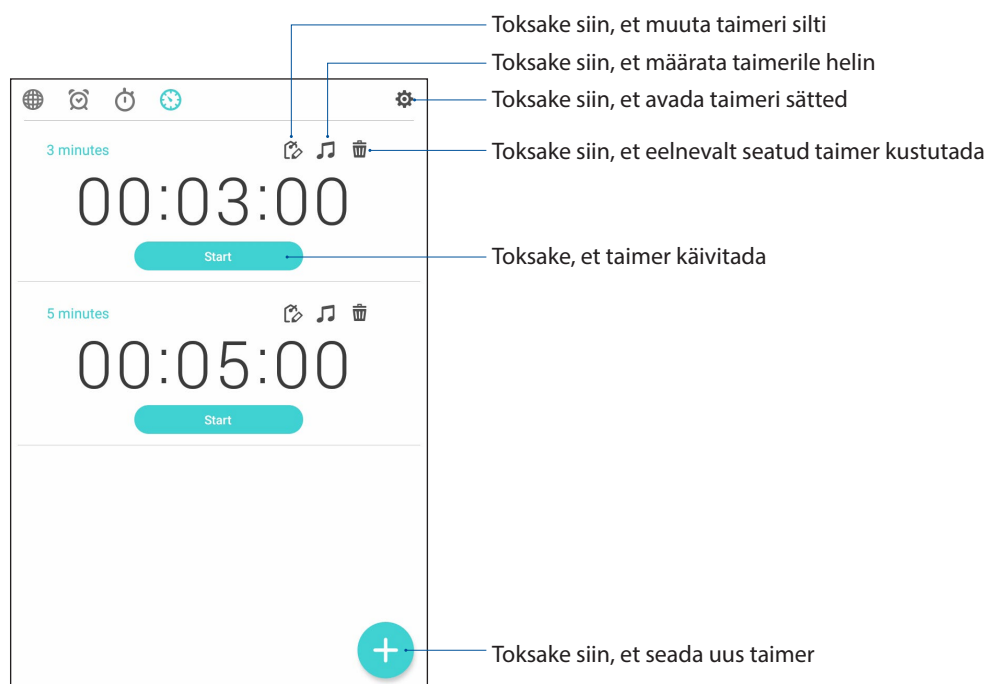 Toksake siin, et muuta taimeri silti
Toksake siin, et määrata taimerile helin
Toksake siin, et avada taimeri sätted
3 minutes
Toksake siin, et eelnevalt seatud taimer kustutada
00:03:00
Start
Toksake, et taimer käivitada
5 minutes
00:05:00
Start
Toksake siin, et seada uus taimer